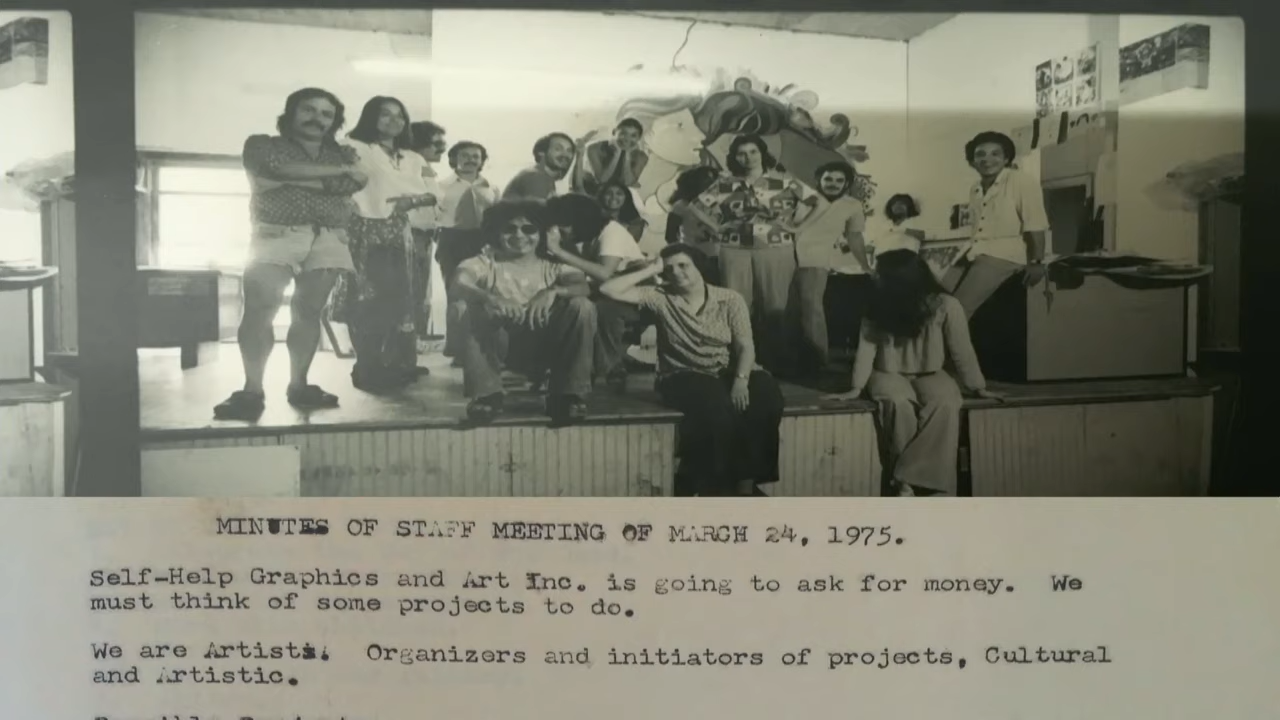 MINUTES OF STAFF MEETING OF MARCH 24, 1975.
Self-Help Graphics and Art Inc. is going to ask for money. We
must think of some projects to do.
We are Artists. Organizers and initiators of projects, Cultural
and Artistic.